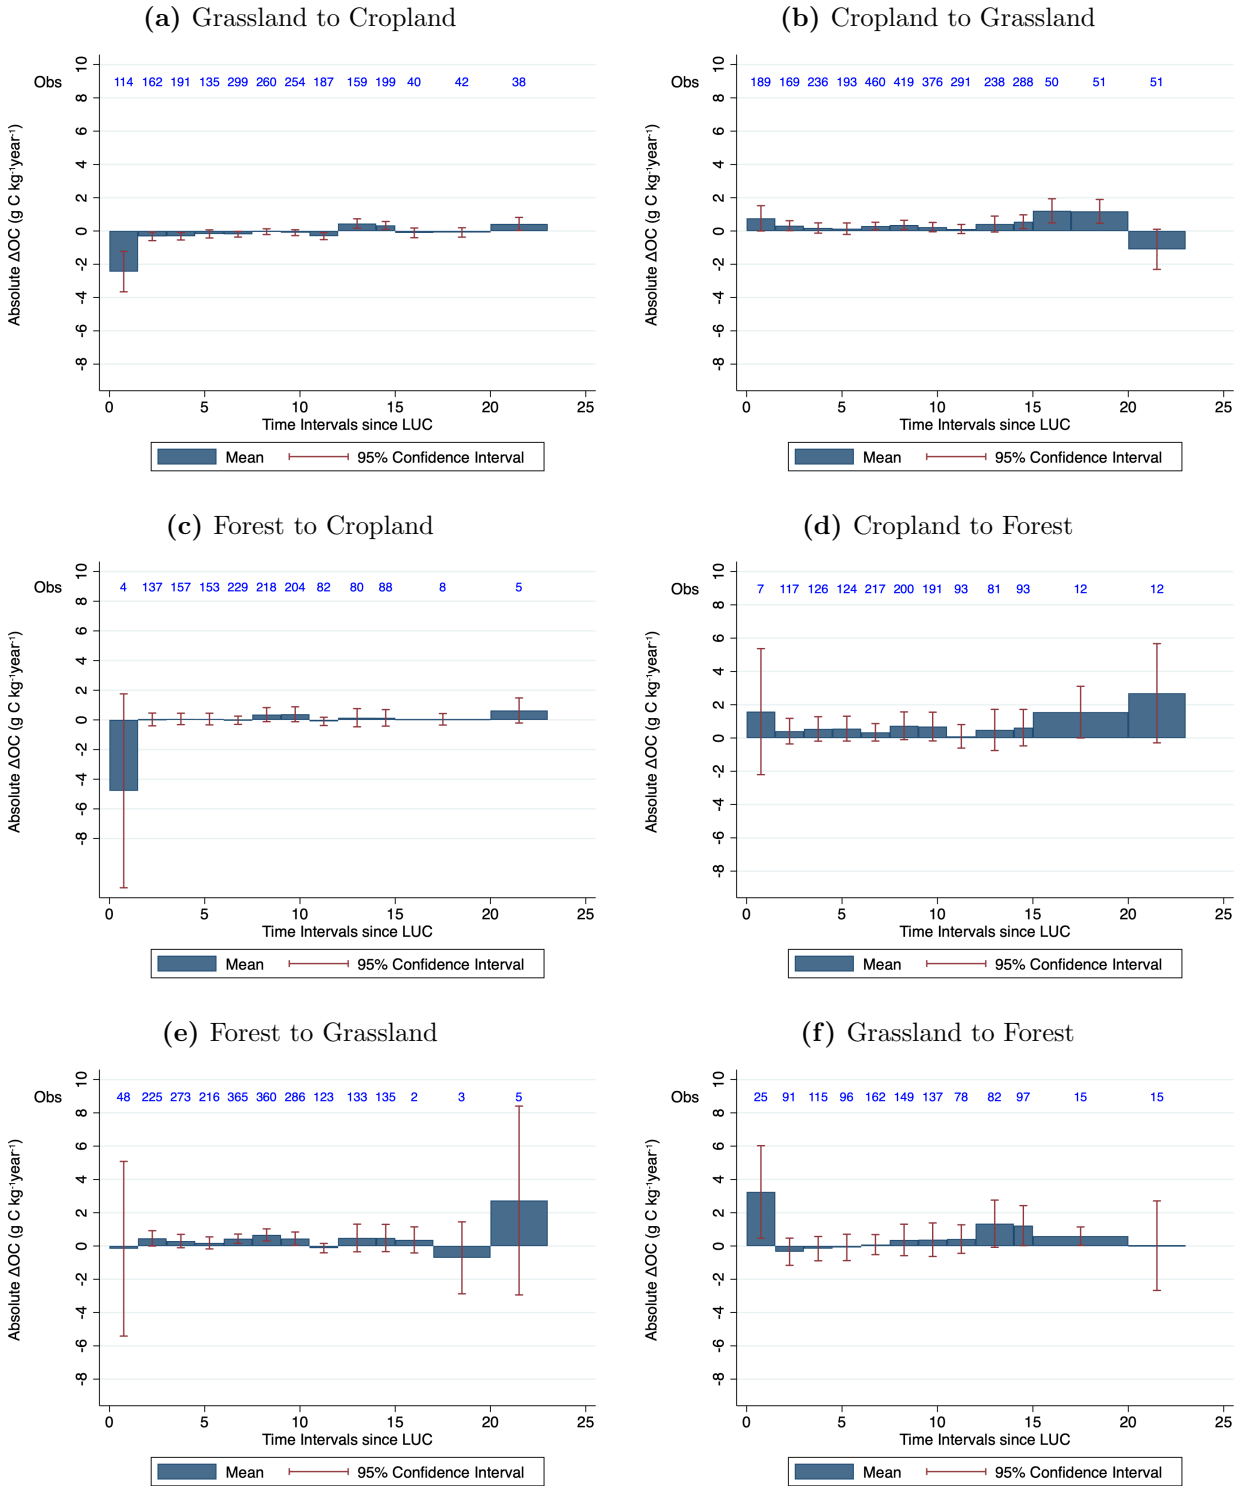 (a) Grassland to Cropland
Absolute ΔOC (g C kg⁻¹year⁻¹)
10
8
6
4
2
0
-2
-4
-6
-8
Obs 114 162 191 135 299 260 254 187 159 199 40 42 38
0 5 10 15 20 25
Time Intervals since LUC
Mean 95% Confidence Interval
(b) Cropland to Grassland
Absolute ΔOC (g C kg⁻¹year⁻¹)
10
8
6
4
2
0
-2
-4
-6
-8
Obs 189 169 236 193 460 419 376 291 238 288 50 51 51
0 5 10 15 20 25
Time Intervals since LUC
Mean 95% Confidence Interval
(c) Forest to Cropland
Absolute ΔOC (g C kg⁻¹year⁻¹)
10
8
6
4
2
0
-2
-4
-6
-8
Obs 4 137 157 153 229 218 204 82 80 88 8 5
0 5 10 15 20 25
Time Intervals since LUC
Mean 95% Confidence Interval
(d) Cropland to Forest
Absolute ΔOC (g C kg⁻¹year⁻¹)
10
8
6
4
2
0
-2
-4
-6
-8
Obs 7 117 126 124 217 200 191 93 81 93 12 12
0 5 10 15 20 25
Time Intervals since LUC
Mean 95% Confidence Interval
(e) Forest to Grassland
Absolute ΔOC (g C kg⁻¹year⁻¹)
10
8
6
4
2
0
-2
-4
-6
-8
Obs 48 225 273 216 365 360 286 123 133 135 2 3 5
0 5 10 15 20 25
Time Intervals since LUC
Mean 95% Confidence Interval
(f) Grassland to Forest
Absolute ΔOC (g C kg⁻¹year⁻¹)
10
8
6
4
2
0
-2
-4
-6
-8
Obs 25 91 115 96 162 149 137 78 82 97 15 15
0 5 10 15 20 25
Time Intervals since LUC
Mean 95% Confidence Interval